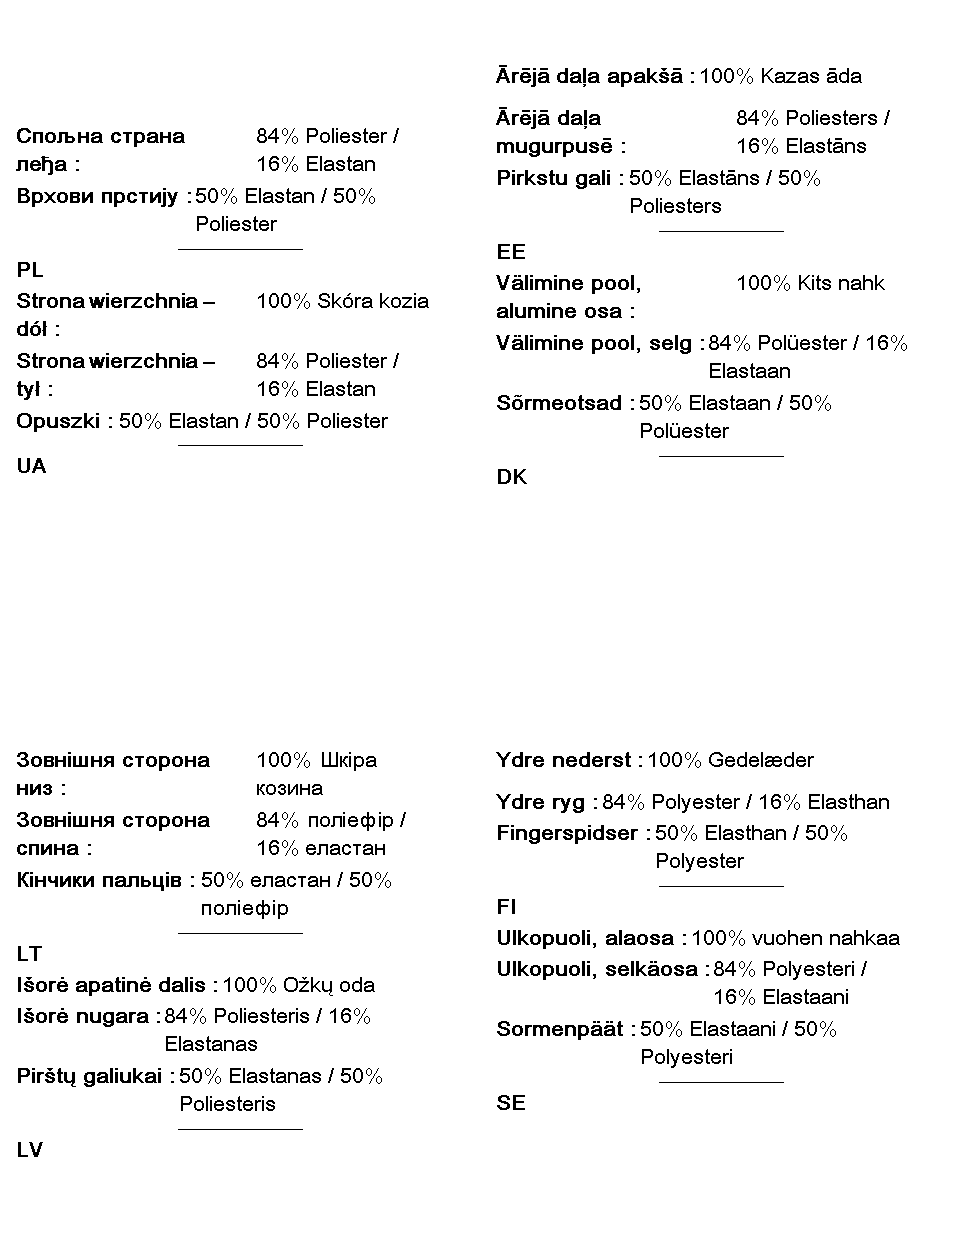 Спољна страна леђа : 84% Poliester /
16% Elastan
Врхови прстију : 50% Elastan / 50%
Poliester
PL
Strona wierzchnia – dół : 100% Skóra kozia
Strona wierzchnia – tył : 84% Poliester /
16% Elastan
Opuszki : 50% Elastan / 50% Poliester
UA
Зовнішня сторона низ : 100% Шкіра
козина
Зовнішня сторона спина : 84% поліефір /
16% еластан
Кінчики пальців : 50% еластан / 50%
поліефір
LT
Išorė apatinė dalis : 100% Ožkų oda
Išorė nugara : 84% Poliesteris / 16%
Elastanas
Pirštų galiukai : 50% Elastanas / 50%
Poliesteris
LV
Ārējā daļa apakšā : 100% Kazas āda
Ārējā daļa mugurpusē : 84% Poliesters /
16% Elastāns
Pirkstu gali : 50% Elastāns / 50%
Poliesters
EE
Välimine pool, alumine osa : 100% Kits nahk
Välimine pool, selg : 84% Polüester / 16%
Elastaan
Sõrmeotsad : 50% Elastaan / 50%
Polüester
DK
Ydre nederst : 100% Gedelæder
Ydre ryg : 84% Polyester / 16% Elasthan
Fingerspidser : 50% Elasthan / 50%
Polyester
FI
Ulkopuoli, alaosa : 100% vuohen nahkaa
Ulkopuoli, selkäosa : 84% Polyesteri /
16% Elastaani
Sormenpäät : 50% Elastaani / 50%
Polyesteri
SE